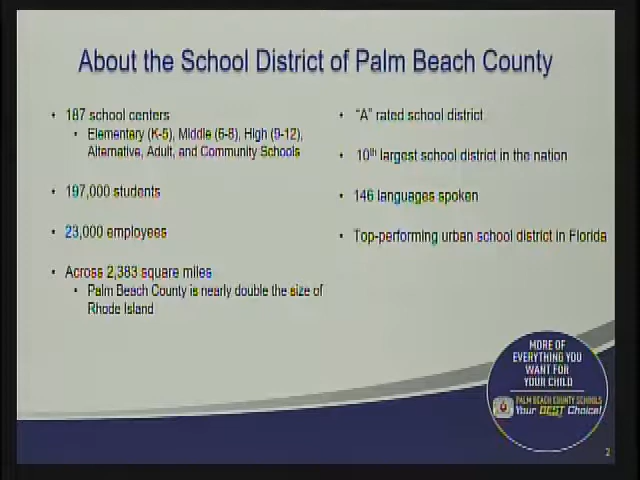 About the School District of Palm Beach County
• 187 school centers
• Elementary (K-5), Middle (6-8), High (9-12),
Alternative, Adult, and Community Schools
• 197,000 students
• 23,000 employees
• Across 2,383 square miles
• Palm Beach County is nearly double the size of
Rhode Island
• “A” rated school district
• 10th largest school district in the nation
• 146 languages spoken
• Top-performing urban school district in Florida
MORE OF
EVERYTHING YOU
WANT FOR
YOUR CHILD
PALM BEACH COUNTY SCHOOLS
Your BEST Choice!
2